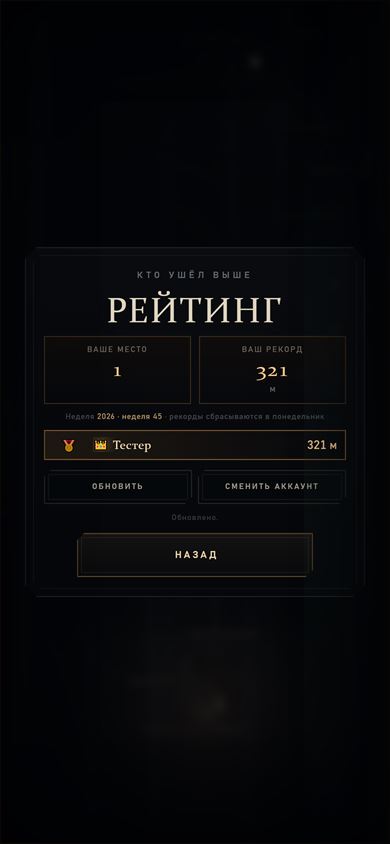 КТО УШЁЛ ВЫШЕ
РЕЙТИНГ
ВАШЕ МЕСТО
1
ВАШ РЕКОРД
321
м
Неделя 2026 · неделя 45 · рекорды сбрасываются в понедельник
Тестер 321 м
ОБНОВИТЬ
СМЕНИТЬ АККАУНТ
Обновлено.
НАЗАД